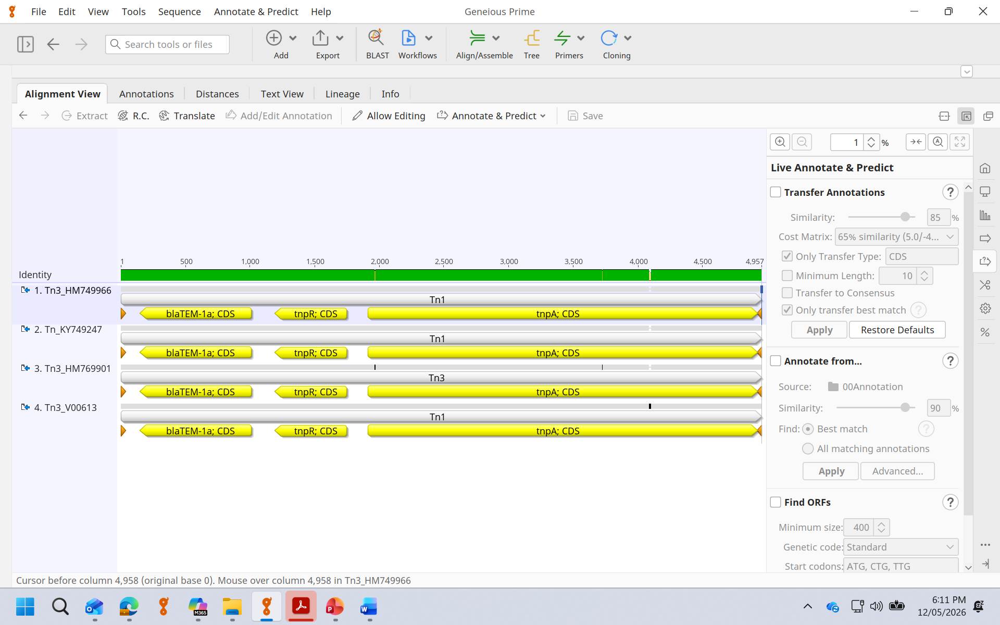 File Edit View Tools Sequence Annotate & Predict Help Geneious Prime
Search tools or files
Add Export BLAST Workflows Align/Assemble Tree Primers Cloning
Alignment View Annotations Distances Text View Lineage Info
Extract R.C. Translate Add/Edit Annotation Allow Editing Annotate & Predict Save
1 %
Live Annotate & Predict
Transfer Annotations ?
Similarity: 85 %
Cost Matrix: 65% similarity (5.0/-4...
Only Transfer Type: CDS
Minimum Length: 10
Transfer to Consensus
Only transfer best match ?
Apply Restore Defaults
Annotate from... ?
Source: 00Annotation
Similarity: 90 %
Find: Best match ?
All matching annotations
Apply Advanced...
Find ORFs ?
Minimum size: 400
Genetic code: Standard
Start codons: ATG, CTG, TTG
1 500 1,000 1,500 2,000 2,500 3,000 3,500 4,000 4,500 4,957
Identity
1. Tn3_HM749966
Tn1
blaTEM-1a; CDS tnpR; CDS tnpA; CDS
2. Tn_KY749247
Tn1
blaTEM-1a; CDS tnpR; CDS tnpA; CDS
3. Tn3_HM769901
Tn3
blaTEM-1a; CDS tnpR; CDS tnpA; CDS
4. Tn3_V00613
Tn1
blaTEM-1a; CDS tnpR; CDS tnpA; CDS
Cursor before column 4,958 (original base 0). Mouse over column 4,958 in Tn3_HM749966
M365
6:11 PM
12/05/2026